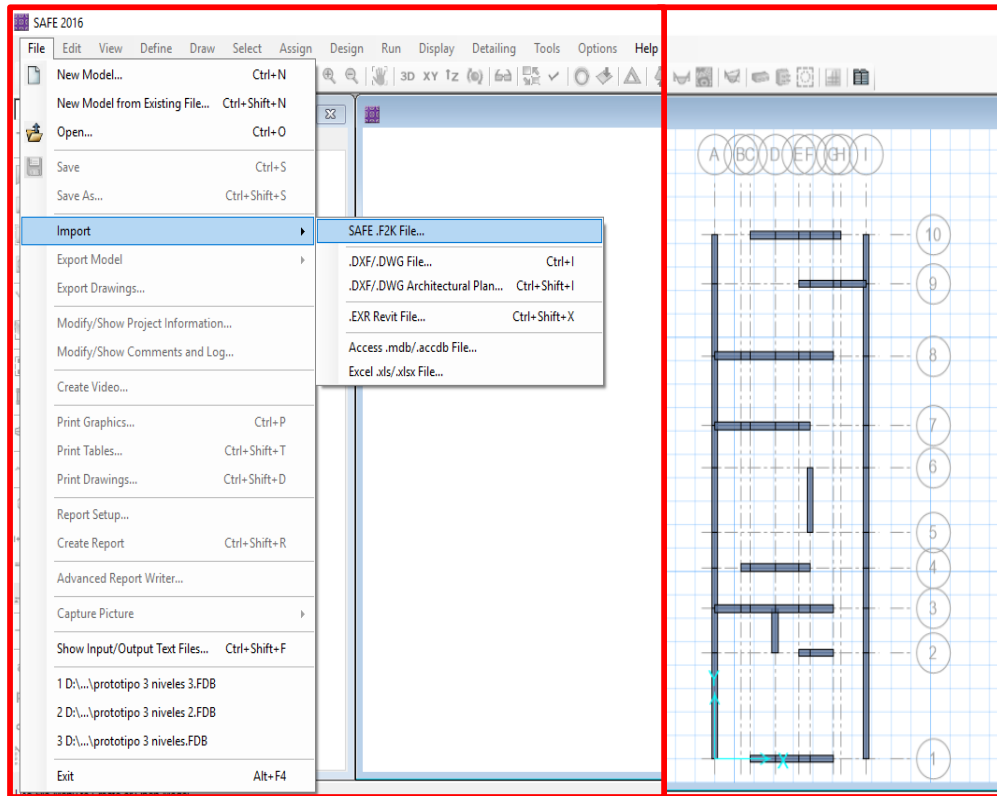 SAFE 2016
File Edit View Define Draw Select Assign Design Run Display Detailing Tools Options Help
3D XY
New Model... Ctrl+N
New Model from Existing File... Ctrl+Shift+N
Open... Ctrl+O
Save Ctrl+S
Save As... Ctrl+Shift+S
Import
Export Model
Export Drawings...
Modify/Show Project Information...
Modify/Show Comments and Log...
Create Video...
Print Graphics... Ctrl+P
Print Tables... Ctrl+Shift+T
Print Drawings... Ctrl+Shift+D
Report Setup...
Create Report Ctrl+Shift+R
Advanced Report Writer...
Capture Picture
Show Input/Output Text Files... Ctrl+Shift+F
1 D:\...\prototipo 3 niveles 3.FDB
2 D:\...\prototipo 3 niveles 2.FDB
3 D:\...\prototipo 3 niveles.FDB
Exit Alt+F4
SAFE .F2K File...
.DXF/.DWG File... Ctrl+I
.DXF/.DWG Architectural Plan... Ctrl+Shift+I
.EXR Revit File... Ctrl+Shift+X
Access .mdb/.accdb File...
Excel .xls/.xlsx File...
A B C D E F G H I
10
9
8
7
6
5
4
3
2
1
Y
X